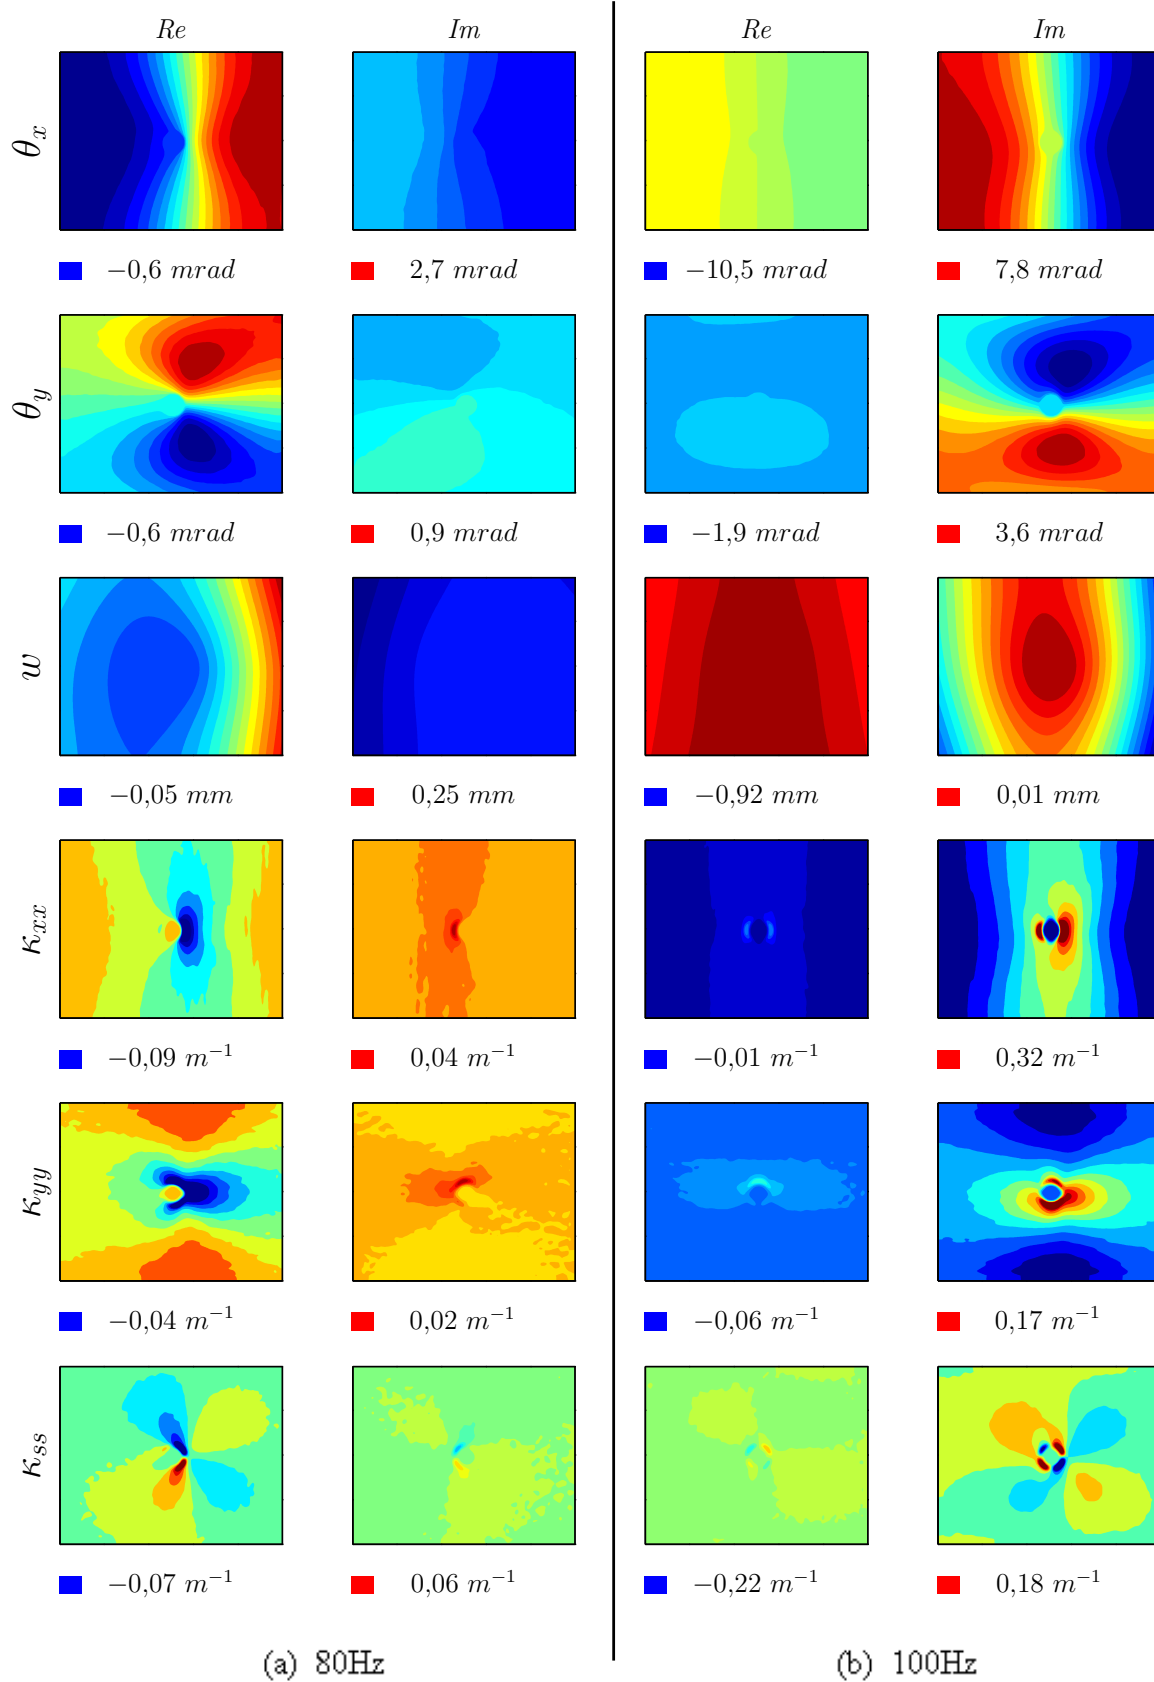 Re Im Re Im
θx
−0,6 mrad 2,7 mrad −10,5 mrad 7,8 mrad
θy
−0,6 mrad 0,9 mrad −1,9 mrad 3,6 mrad
w
−0,05 mm 0,25 mm −0,92 mm 0,01 mm
κxx
−0,09 m⁻¹ 0,04 m⁻¹ −0,01 m⁻¹ 0,32 m⁻¹
κyy
−0,04 m⁻¹ 0,02 m⁻¹ −0,06 m⁻¹ 0,17 m⁻¹
κss
−0,07 m⁻¹ 0,06 m⁻¹ −0,22 m⁻¹ 0,18 m⁻¹
(a) 80Hz (b) 100Hz